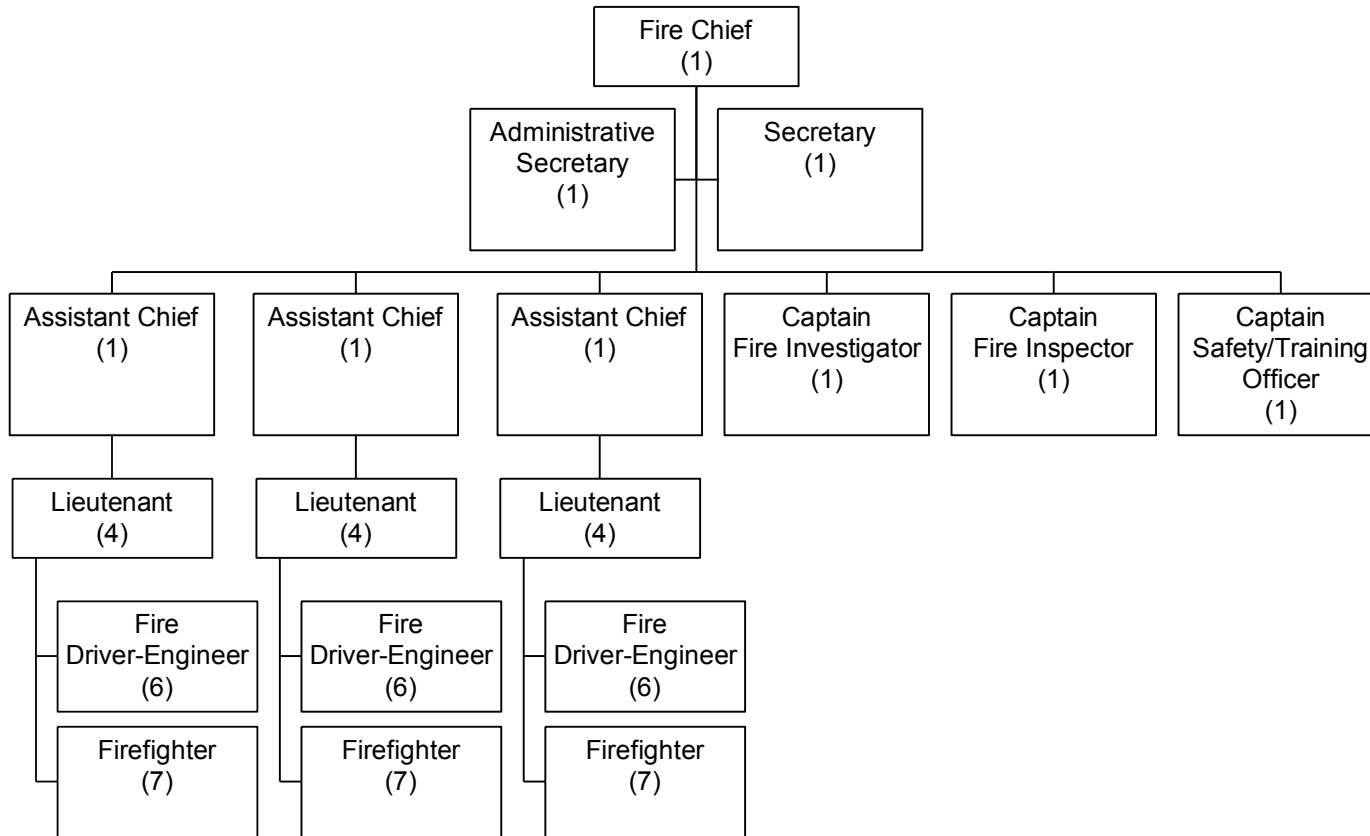 Fire Chief
(1)
Administrative
Secretary
(1)
Secretary
(1)
Assistant Chief
(1)
Assistant Chief
(1)
Assistant Chief
(1)
Captain
Fire Investigator
(1)
Captain
Fire Inspector
(1)
Captain
Safety/Training
Officer
(1)
Lieutenant
(4)
Lieutenant
(4)
Lieutenant
(4)
Fire
Driver-Engineer
(6)
Fire
Driver-Engineer
(6)
Fire
Driver-Engineer
(6)
Firefighter
(7)
Firefighter
(7)
Firefighter
(7)